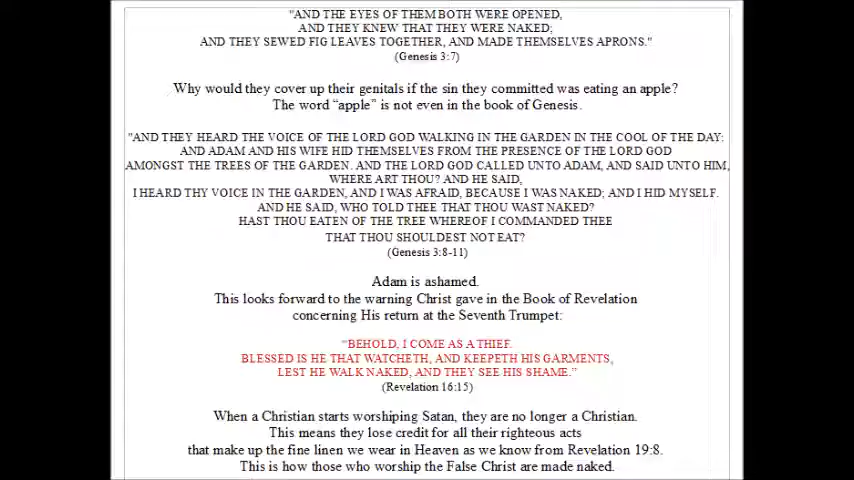 "AND THE EYES OF THEM BOTH WERE OPENED,
AND THEY KNEW THAT THEY WERE NAKED;
AND THEY SEWED FIG LEAVES TOGETHER, AND MADE THEMSELVES APRONS."
(Genesis 3:7)
Why would they cover up their genitals if the sin they committed was eating an apple?
The word “apple” is not even in the book of Genesis.
"AND THEY HEARD THE VOICE OF THE LORD GOD WALKING IN THE GARDEN IN THE COOL OF THE DAY:
AND ADAM AND HIS WIFE HID THEMSELVES FROM THE PRESENCE OF THE LORD GOD
AMONGST THE TREES OF THE GARDEN. AND THE LORD GOD CALLED UNTO ADAM, AND SAID UNTO HIM,
WHERE ART THOU? AND HE SAID,
I HEARD THY VOICE IN THE GARDEN, AND I WAS AFRAID, BECAUSE I WAS NAKED; AND I HID MYSELF.
AND HE SAID, WHO TOLD THEE THAT THOU WAST NAKED?
HAST THOU EATEN OF THE TREE WHEREOF I COMMANDED THEE
THAT THOU SHOULDEST NOT EAT?
(Genesis 3:8-11)
Adam is ashamed.
This looks forward to the warning Christ gave in the Book of Revelation
concerning His return at the Seventh Trumpet:
“BEHOLD, I COME AS A THIEF.
BLESSED IS HE THAT WATCHETH, AND KEEPETH HIS GARMENTS,
LEST HE WALK NAKED, AND THEY SEE HIS SHAME.”
(Revelation 16:15)
When a Christian starts worshiping Satan, they are no longer a Christian.
This means they lose credit for all their righteous acts
that make up the fine linen we wear in Heaven as we know from Revelation 19:8.
This is how those who worship the False Christ are made naked.